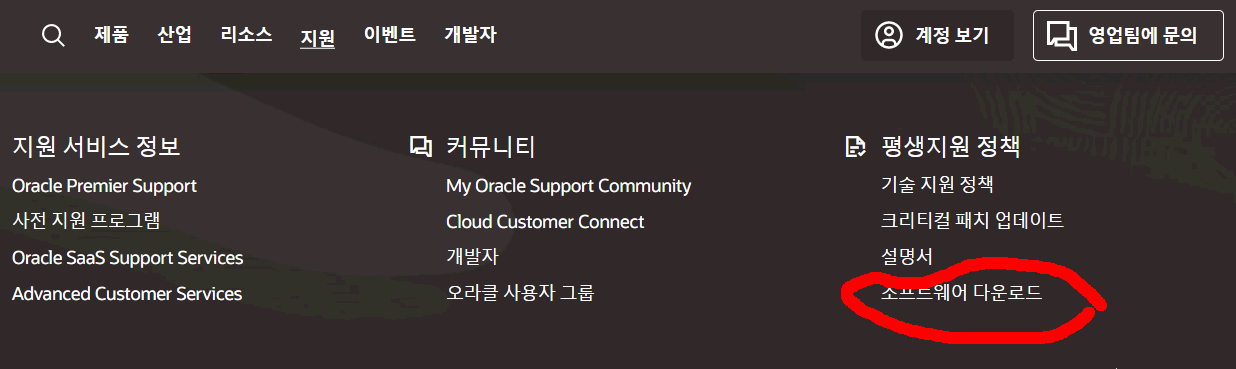 제품 산업 리소스 지원 이벤트 개발자 계정 보기 영업팀에 문의
지원 서비스 정보
Oracle Premier Support
사전 지원 프로그램
Oracle SaaS Support Services
Advanced Customer Services
커뮤니티
My Oracle Support Community
Cloud Customer Connect
개발자
오라클 사용자 그룹
평생지원 정책
기술 지원 정책
크리티컬 패치 업데이트
설명서
소프트웨어 다운로드